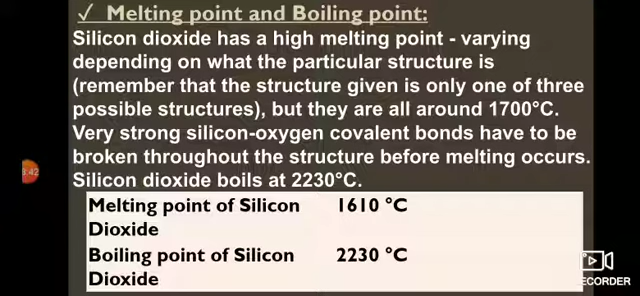 ✓ Melting point and Boiling point:
Silicon dioxide has a high melting point - varying
depending on what the particular structure is
(remember that the structure given is only one of three
possible structures), but they are all around 1700°C.
Very strong silicon-oxygen covalent bonds have to be
broken throughout the structure before melting occurs.
Silicon dioxide boils at 2230°C.
Melting point of Silicon 1610 °C
Dioxide
Boiling point of Silicon 2230 °C
Dioxide
:42
ECORDER